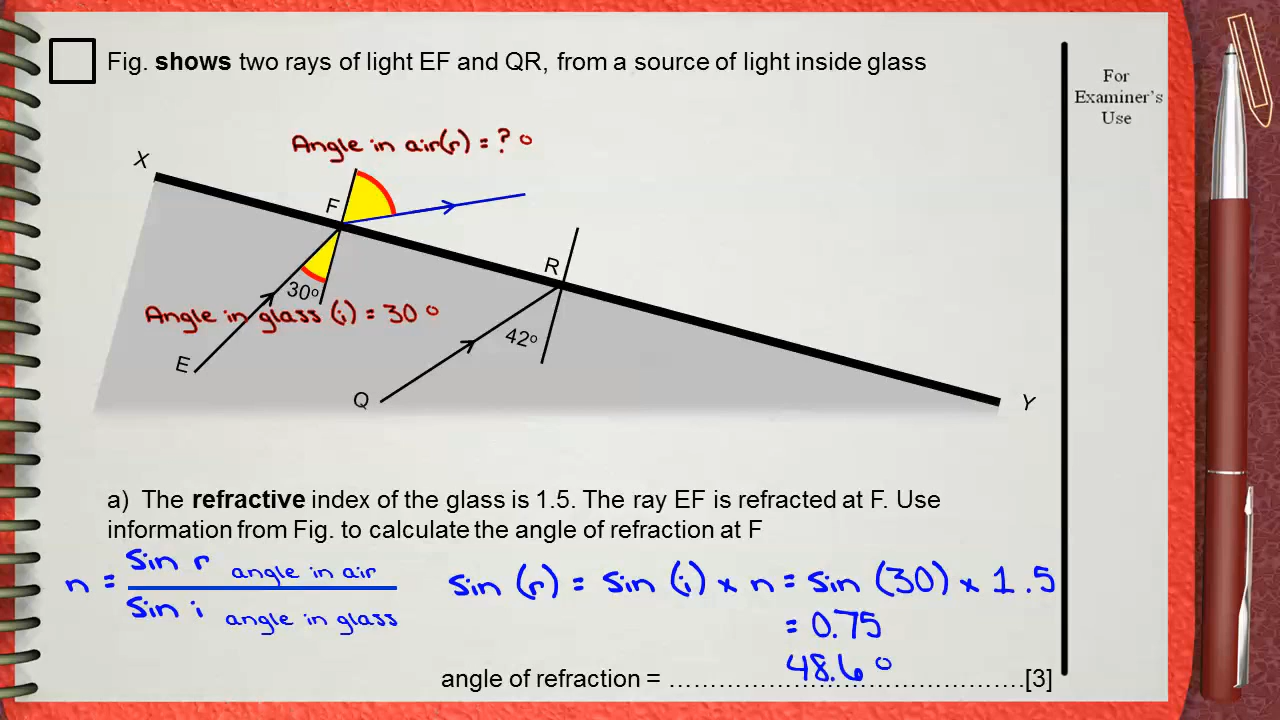 Fig. shows two rays of light EF and QR, from a source of light inside glass
For
Examiner's
Use
Angle in air(r) = ? °
X
F
R
30°
Angle in glass (i) = 30 °
42°
E
Q
Y
a) The refractive index of the glass is 1.5. The ray EF is refracted at F. Use
information from Fig. to calculate the angle of refraction at F
n = Sin r angle in air
Sin i angle in glass
Sin (r) = Sin (i) × n = Sin (30) × 1.5
= 0.75
48.6°
angle of refraction = ……………………………………[3]